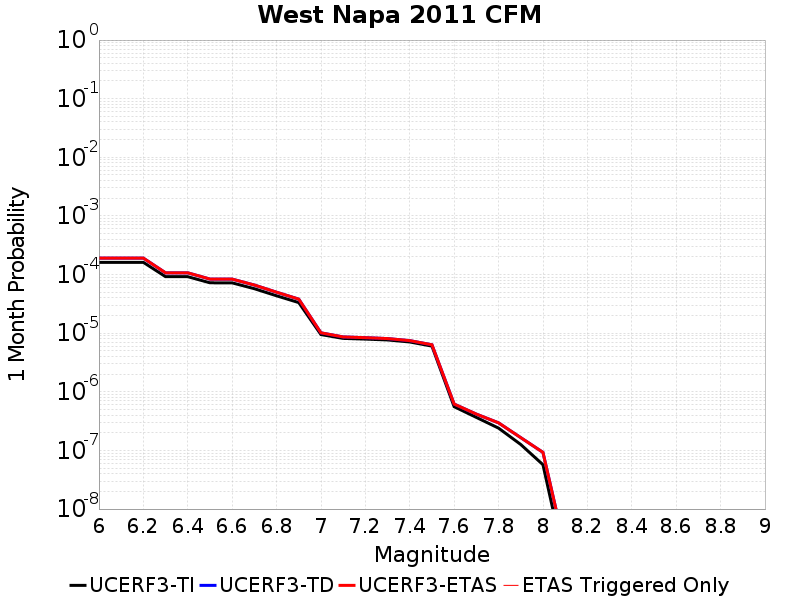 West Napa 2011 CFM
1 Month Probability
10^0
10^-1
10^-2
10^-3
10^-4
10^-5
10^-6
10^-7
10^-8
6 6.2 6.4 6.6 6.8 7 7.2 7.4 7.6 7.8 8 8.2 8.4 8.6 8.8 9
Magnitude
UCERF3-TI UCERF3-TD UCERF3-ETAS ETAS Triggered Only